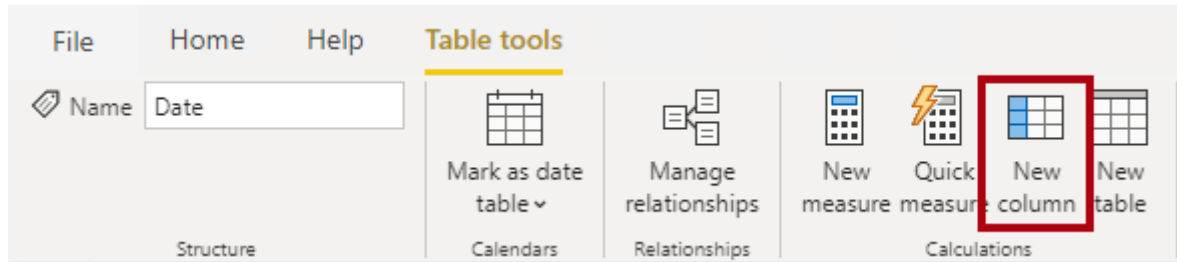 File Home Help Table tools
Name Date
Mark as date
table
Manage
relationships
New
measure
Quick
measure
New
column
New
table
Structure Calendars Relationships Calculations